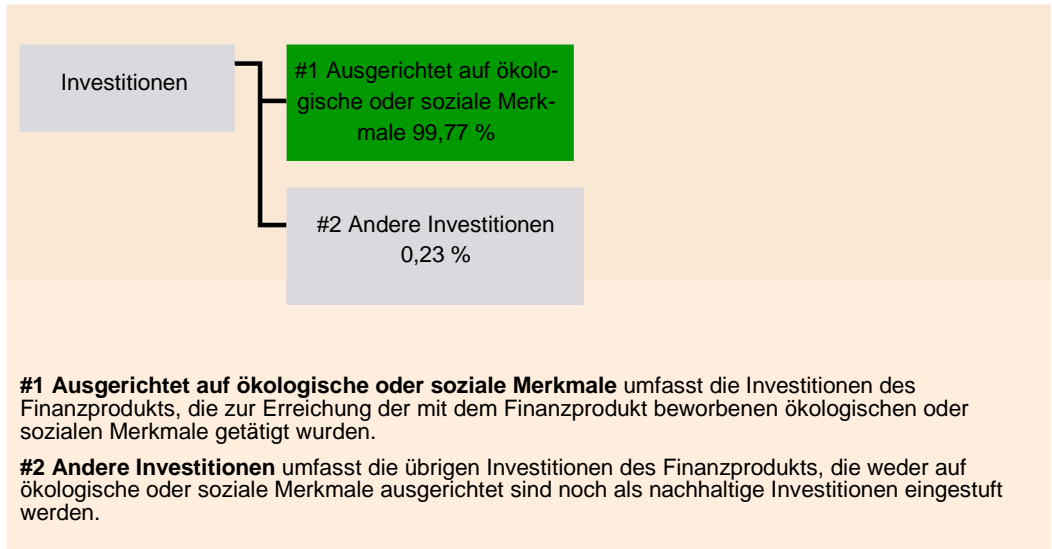 Investitionen
#1 Ausgerichtet auf ökolo-
gische oder soziale Merk-
male 99,77 %
#2 Andere Investitionen
0,23 %
#1 Ausgerichtet auf ökologische oder soziale Merkmale umfasst die Investitionen des
Finanzprodukts, die zur Erreichung der mit dem Finanzprodukt beworbenen ökologischen oder
sozialen Merkmale getätigt wurden.
#2 Andere Investitionen umfasst die übrigen Investitionen des Finanzprodukts, die weder auf
ökologische oder soziale Merkmale ausgerichtet sind noch als nachhaltige Investitionen eingestuft
werden.